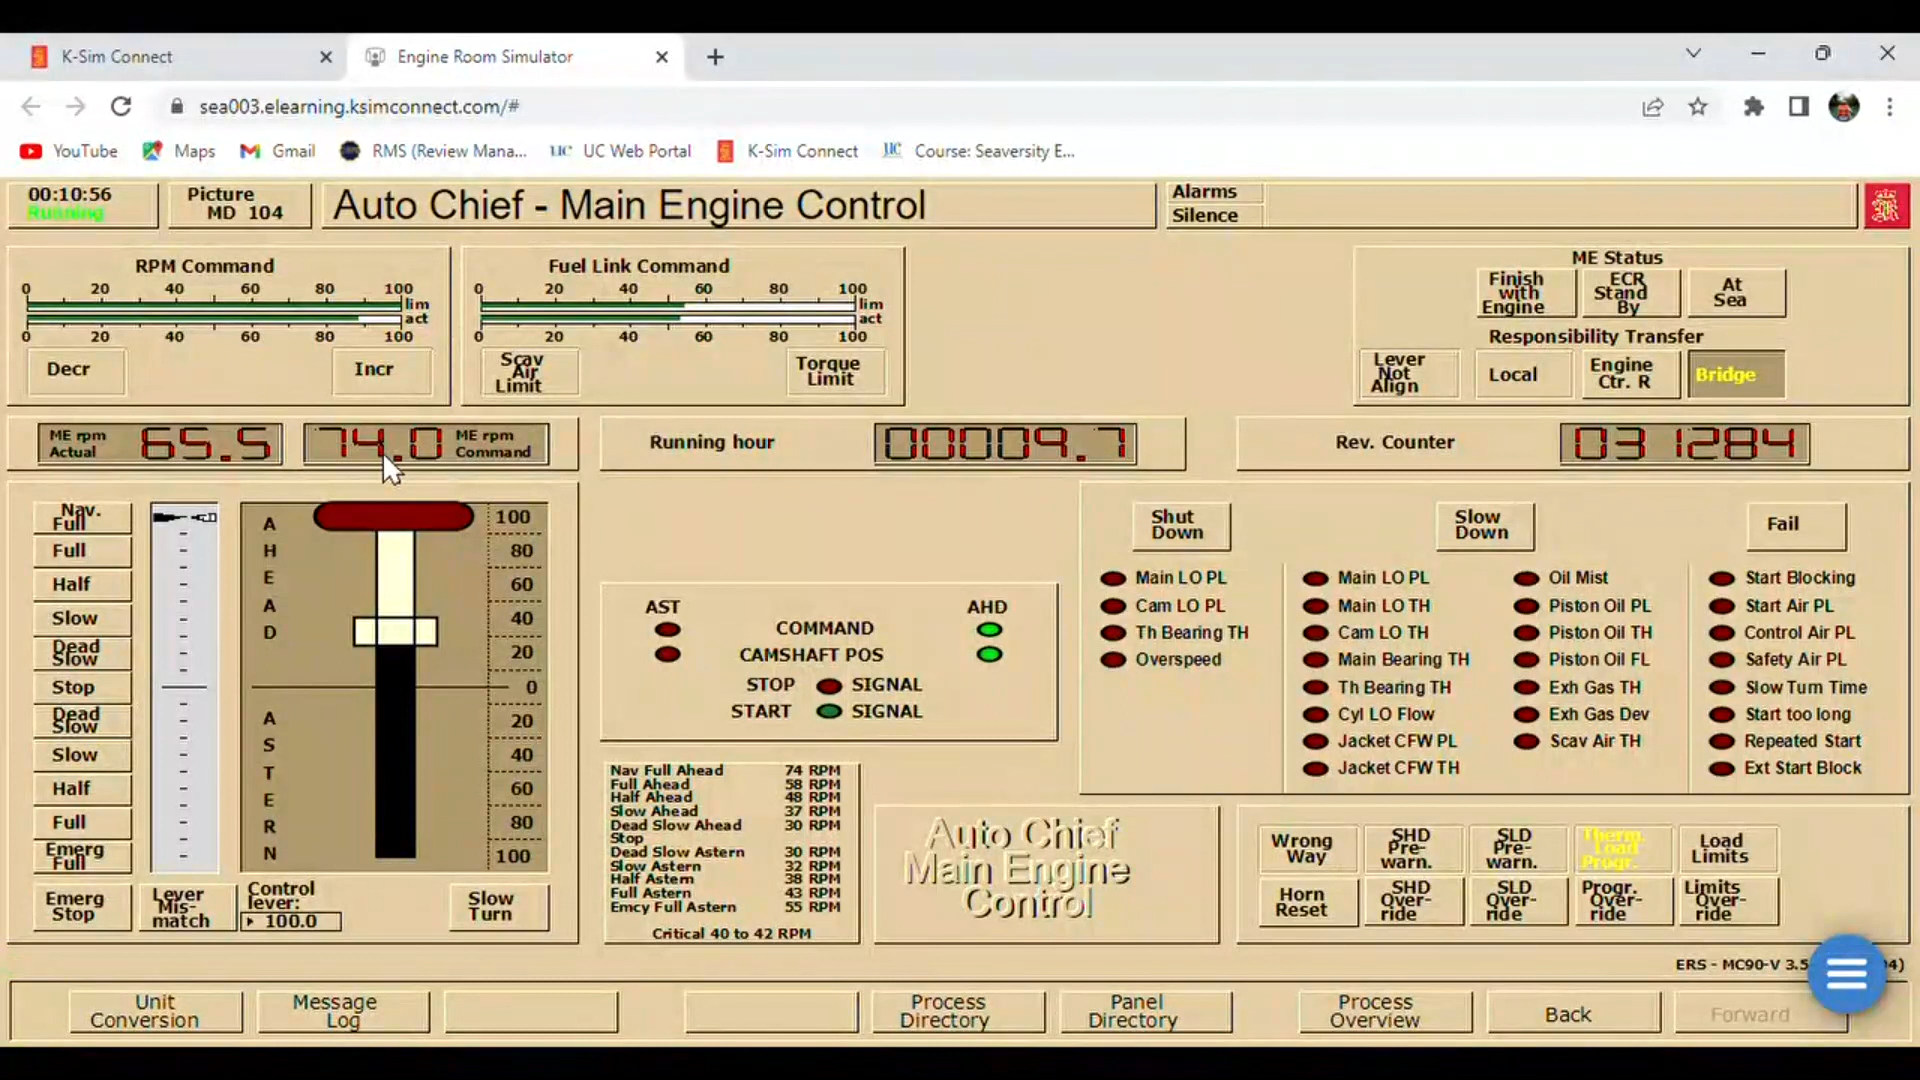 K-Sim Connect
Engine Room Simulator
sea003.elearning.ksimconnect.com/#
YouTube
Maps
Gmail
RMS (Review Mana...
UC Web Portal
K-Sim Connect
Course: Seaversity E...
00:10:56
Running
Picture
MD 104
Auto Chief - Main Engine Control
Alarms
Silence
RPM Command
0 20 40 60 80 100
lim
act
0 20 40 60 80 100
Decr
Incr
Fuel Link Command
0 20 40 60 80 100
lim
act
0 20 40 60 80 100
Scav
Air
Limit
Torque
Limit
ME Status
Finish
with
Engine
ECR
Stand
By
At
Sea
Responsibility Transfer
Lever
Not
Align
Local
Engine
Ctr. R
Bridge
ME rpm
Actual
65.5
74.0
ME rpm
Command
Running hour
00009.7
Rev. Counter
031284
Nav.
Full
Full
Half
Slow
Dead
Slow
Stop
Dead
Slow
Slow
Half
Full
Emerg
Full
Emerg
Stop
Lever
Mis-
match
AHEAD
ASTERN
100
80
60
40
20
0
20
40
60
80
100
Control
lever:
100.0
Slow
Turn
AST
AHD
COMMAND
CAMSHAFT POS
STOP SIGNAL
START SIGNAL
Nav Full Ahead 74 RPM
Full Ahead 58 RPM
Half Ahead 48 RPM
Slow Ahead 37 RPM
Dead Slow Ahead 30 RPM
Stop
Dead Slow Astern 30 RPM
Slow Astern 32 RPM
Half Astern 38 RPM
Full Astern 43 RPM
Emcy Full Astern 55 RPM
Critical 40 to 42 RPM
Auto Chief
Main Engine
Control
Shut
Down
Main LO PL
Cam LO PL
Th Bearing TH
Overspeed
Slow
Down
Main LO PL
Main LO TH
Cam LO TH
Main Bearing TH
Th Bearing TH
Cyl LO Flow
Jacket CFW PL
Jacket CFW TH
Oil Mist
Piston Oil PL
Piston Oil TH
Piston Oil FL
Exh Gas TH
Exh Gas Dev
Scav Air TH
Fail
Start Blocking
Start Air PL
Control Air PL
Safety Air PL
Slow Turn Time
Start too long
Repeated Start
Ext Start Block
Wrong
Way
SHD
Pre-
warn.
SLD
Pre-
warn.
Therm.
Load
Progr.
Load
Limits
Horn
Reset
SHD
Over-
ride
SLD
Over-
ride
Progr.
Over-
ride
Limits
Over-
ride
ERS - MC90-V 3.5 4)
Unit
Conversion
Message
Log
Process
Directory
Panel
Directory
Process
Overview
Back
Forward